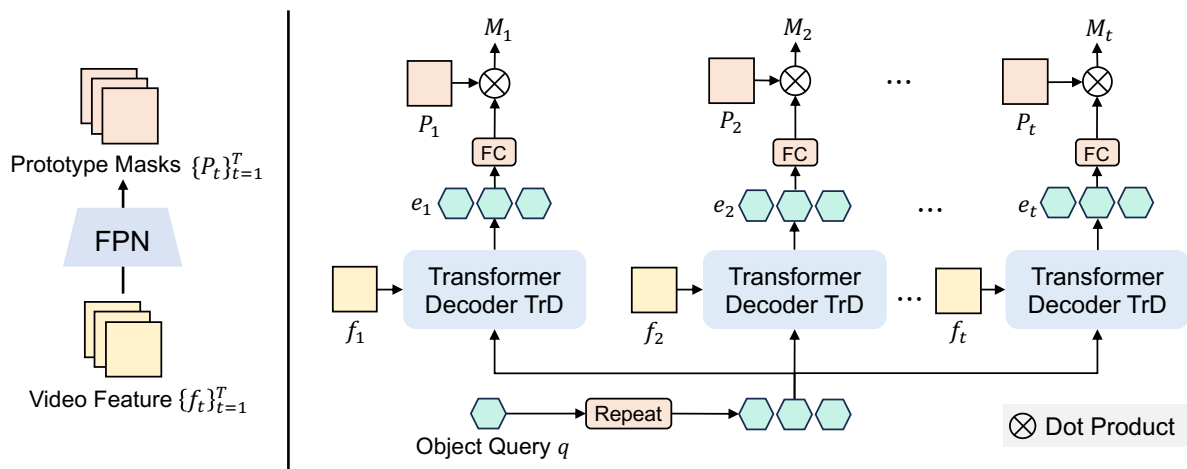 Prototype Masks {P_t}_{t=1}^T
FPN
Video Feature {f_t}_{t=1}^T
M_1
M_2
M_t
P_1
P_2
...
P_t
FC
FC
FC
e_1
e_2
...
e_t
Transformer
Decoder TrD
Transformer
Decoder TrD
...
Transformer
Decoder TrD
f_1
f_2
f_t
Repeat
Object Query q
⊗ Dot Product